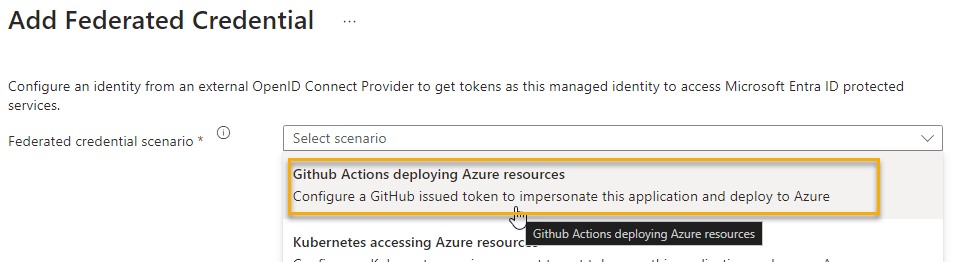 Add Federated Credential ...
Configure an identity from an external OpenID Connect Provider to get tokens as this managed identity to access Microsoft Entra ID protected
services.
Federated credential scenario *
Select scenario
Github Actions deploying Azure resources
Configure a GitHub issued token to impersonate this application and deploy to Azure
Github Actions deploying Azure resources
Kubernetes accessing Azure resources